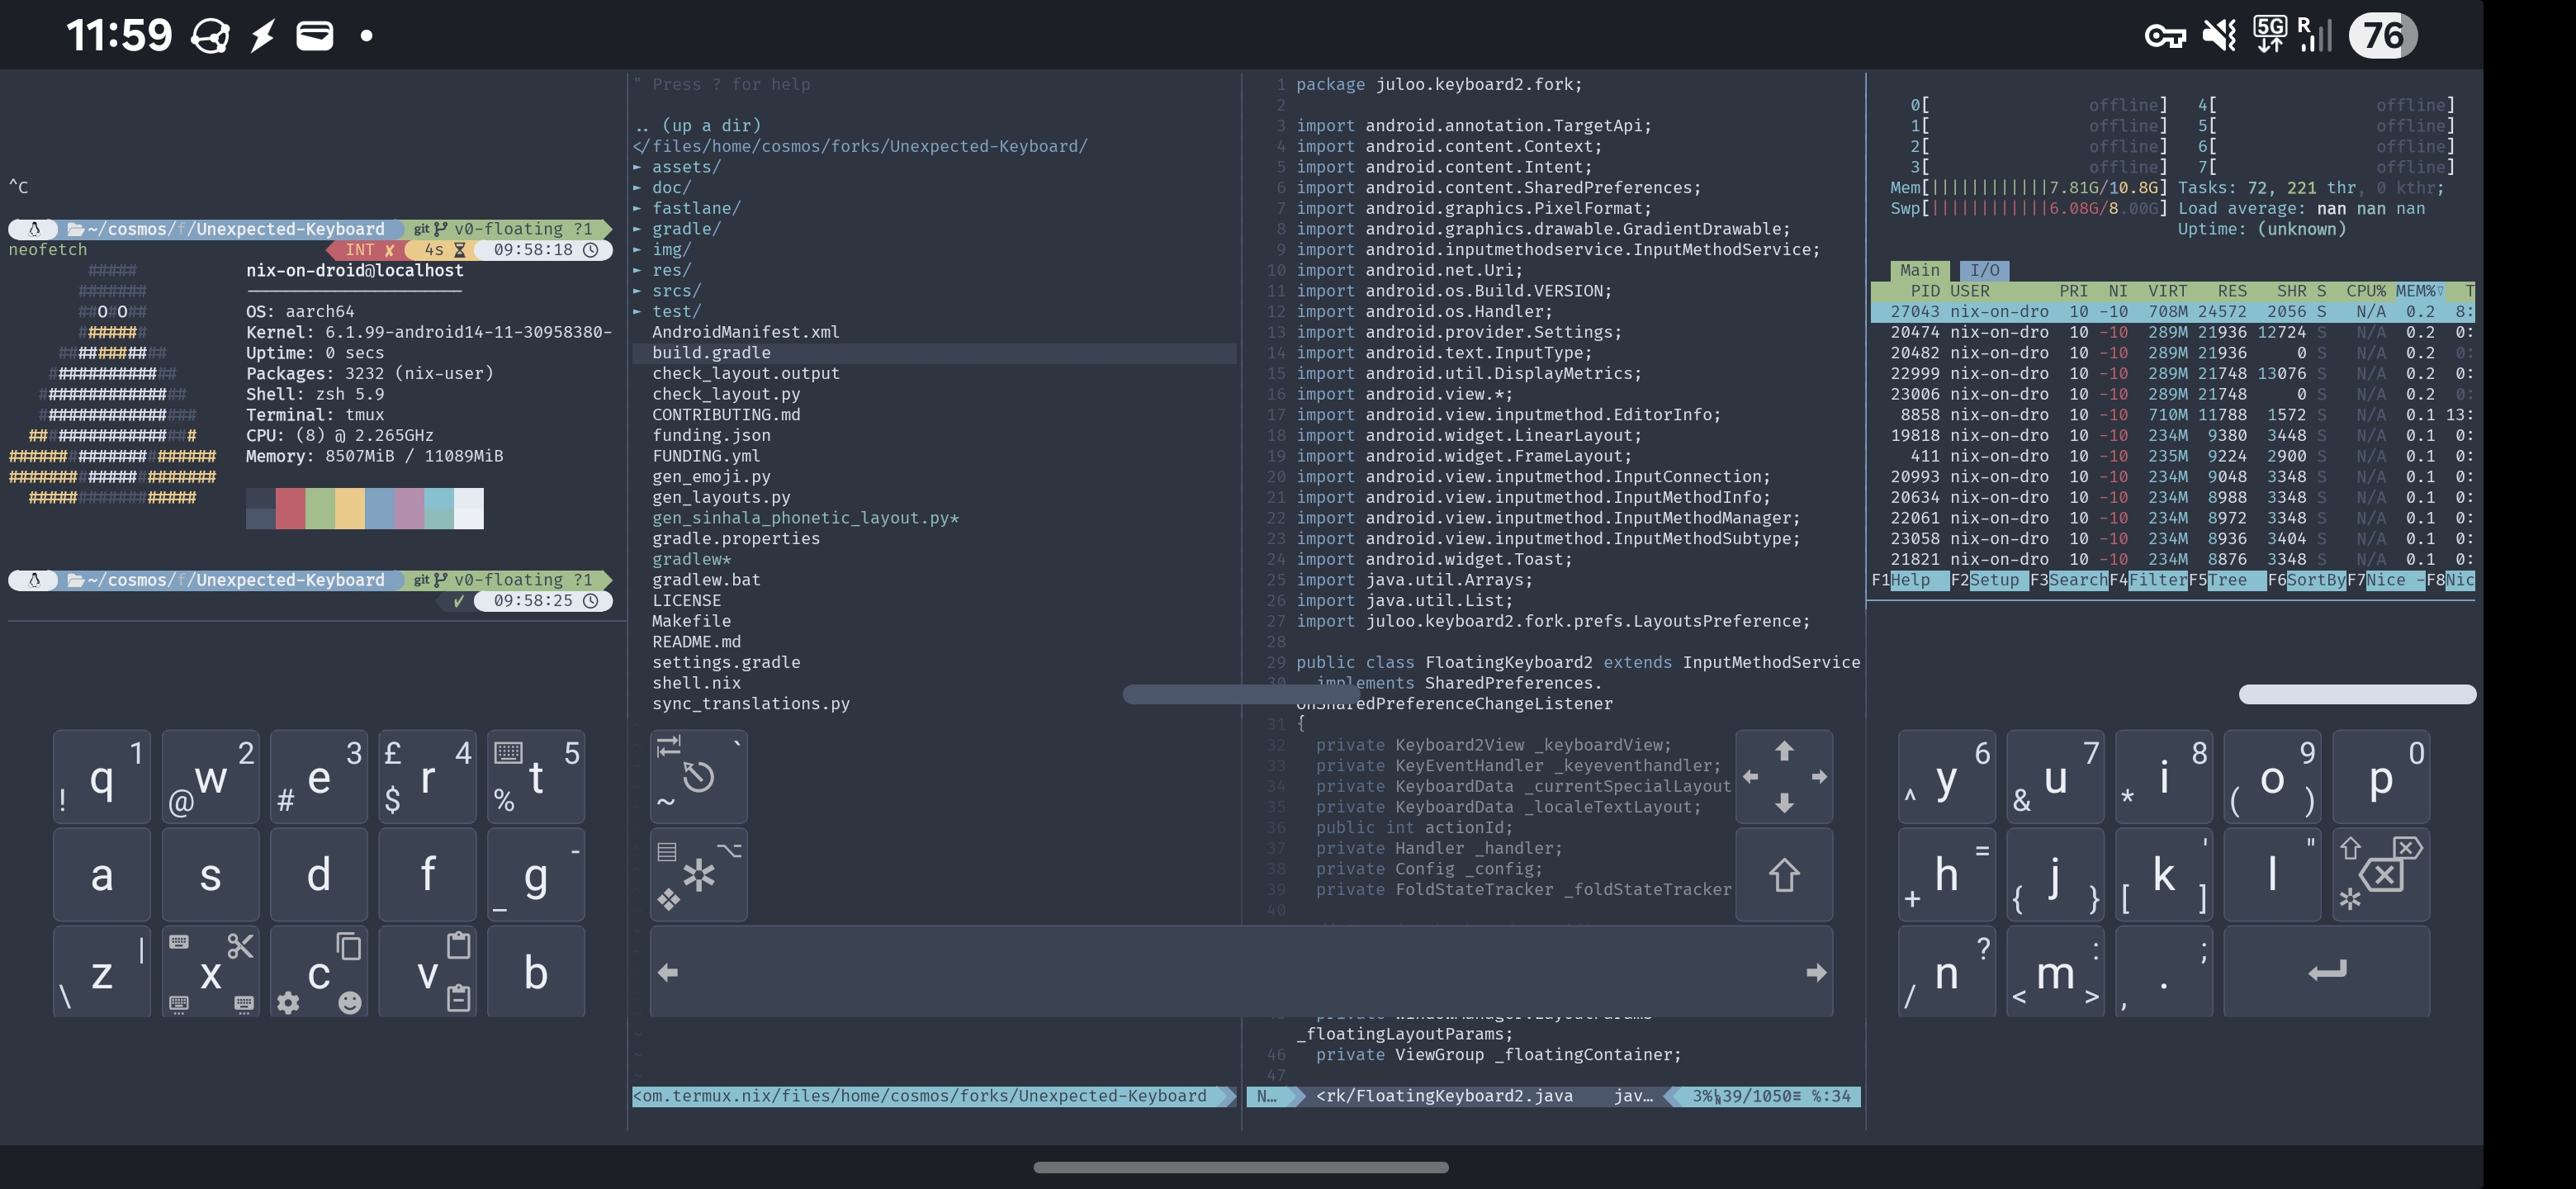 11:59
5G R 76
^C
~/cosmos/f/Unexpected-Keyboard git v0-floating ?1
neofetch INT ✘ 4s 09:58:18
#####
#######
##O#O##
#######
###########
#############
###############
################
#################
#####################
#####################
#################
nix-on-droid@localhost
----------------------
OS: aarch64
Kernel: 6.1.99-android14-11-30958380-
Uptime: 0 secs
Packages: 3232 (nix-user)
Shell: zsh 5.9
Terminal: tmux
CPU: (8) @ 2.265GHz
Memory: 8507MiB / 11089MiB
~/cosmos/f/Unexpected-Keyboard git v0-floating ?1
✔ 09:58:25
" Press ? for help
.. (up a dir)
</files/home/cosmos/forks/Unexpected-Keyboard/
► assets/
► doc/
► fastlane/
► gradle/
► img/
► res/
► srcs/
► test/
AndroidManifest.xml
build.gradle
check_layout.output
check_layout.py
CONTRIBUTING.md
funding.json
FUNDING.yml
gen_emoji.py
gen_layouts.py
gen_sinhala_phonetic_layout.py*
gradle.properties
gradlew*
gradlew.bat
LICENSE
Makefile
README.md
settings.gradle
shell.nix
sync_translations.py
<om.termux.nix/files/home/cosmos/forks/Unexpected-Keyboard
1 package juloo.keyboard2.fork;
2
3 import android.annotation.TargetApi;
4 import android.content.Context;
5 import android.content.Intent;
6 import android.content.SharedPreferences;
7 import android.graphics.PixelFormat;
8 import android.graphics.drawable.GradientDrawable;
9 import android.inputmethodservice.InputMethodService;
10 import android.net.Uri;
11 import android.os.Build.VERSION;
12 import android.os.Handler;
13 import android.provider.Settings;
14 import android.text.InputType;
15 import android.util.DisplayMetrics;
16 import android.view.*;
17 import android.view.inputmethod.EditorInfo;
18 import android.widget.LinearLayout;
19 import android.widget.FrameLayout;
20 import android.view.inputmethod.InputConnection;
21 import android.view.inputmethod.InputMethodInfo;
22 import android.view.inputmethod.InputMethodManager;
23 import android.view.inputmethod.InputMethodSubtype;
24 import android.widget.Toast;
25 import java.util.Arrays;
26 import java.util.List;
27 import juloo.keyboard2.fork.prefs.LayoutsPreference;
28
29 public class FloatingKeyboard2 extends InputMethodService
30 implements SharedPreferences.
OnSharedPreferenceChangeListener
31 {
32 private Keyboard2View _keyboardView;
33 private KeyEventHandler _keyeventhandler;
34 private KeyboardData _currentSpecialLayout
35 private KeyboardData _localeTextLayout;
36 public int actionId;
37 private Handler _handler;
38 private Config _config;
39 private FoldStateTracker _foldStateTracker
40
_floatingLayoutParams;
46 private ViewGroup _floatingContainer;
47
N… <rk/FloatingKeyboard2.java jav… 3% 39/1050≡ %:34
0[ offline] 4[ offline]
1[ offline] 5[ offline]
2[ offline] 6[ offline]
3[ offline] 7[ offline]
Mem[||||||||||||7.81G/10.8G] Tasks: 72, 221 thr, 0 kthr;
Swp[||||||||||||6.08G/8.00G] Load average: nan nan nan
Uptime: (unknown)
Main I/O
PID USER PRI NI VIRT RES SHR S CPU% MEM%▽ T
27043 nix-on-dro 10 -10 708M 24572 2056 S N/A 0.2 8:
20474 nix-on-dro 10 -10 289M 21936 12724 S N/A 0.2 0:
20482 nix-on-dro 10 -10 289M 21936 0 S N/A 0.2 0:
22999 nix-on-dro 10 -10 289M 21748 13076 S N/A 0.2 0:
23006 nix-on-dro 10 -10 289M 21748 0 S N/A 0.2 0:
8858 nix-on-dro 10 -10 710M 11788 1572 S N/A 0.1 13:
19818 nix-on-dro 10 -10 234M 9380 3448 S N/A 0.1 0:
411 nix-on-dro 10 -10 235M 9224 2900 S N/A 0.1 0:
20993 nix-on-dro 10 -10 234M 9048 3348 S N/A 0.1 0:
20634 nix-on-dro 10 -10 234M 8988 3348 S N/A 0.1 0:
22061 nix-on-dro 10 -10 234M 8972 3348 S N/A 0.1 0:
23058 nix-on-dro 10 -10 234M 8936 3404 S N/A 0.1 0:
21821 nix-on-dro 10 -10 234M 8876 3348 S N/A 0.1 0:
F1Help F2Setup F3SearchF4FilterF5Tree F6SortByF7Nice -F8Nic
! q 1 @ w 2 # e 3 £ $ r 4 % t 5 ~ ` ^ y 6 & u 7 * i 8 ( o 9 ) p 0
a s d f _ g - + h = { j } [ k ' ] l "
\ z | x c v b / n ? < m : > , . ;